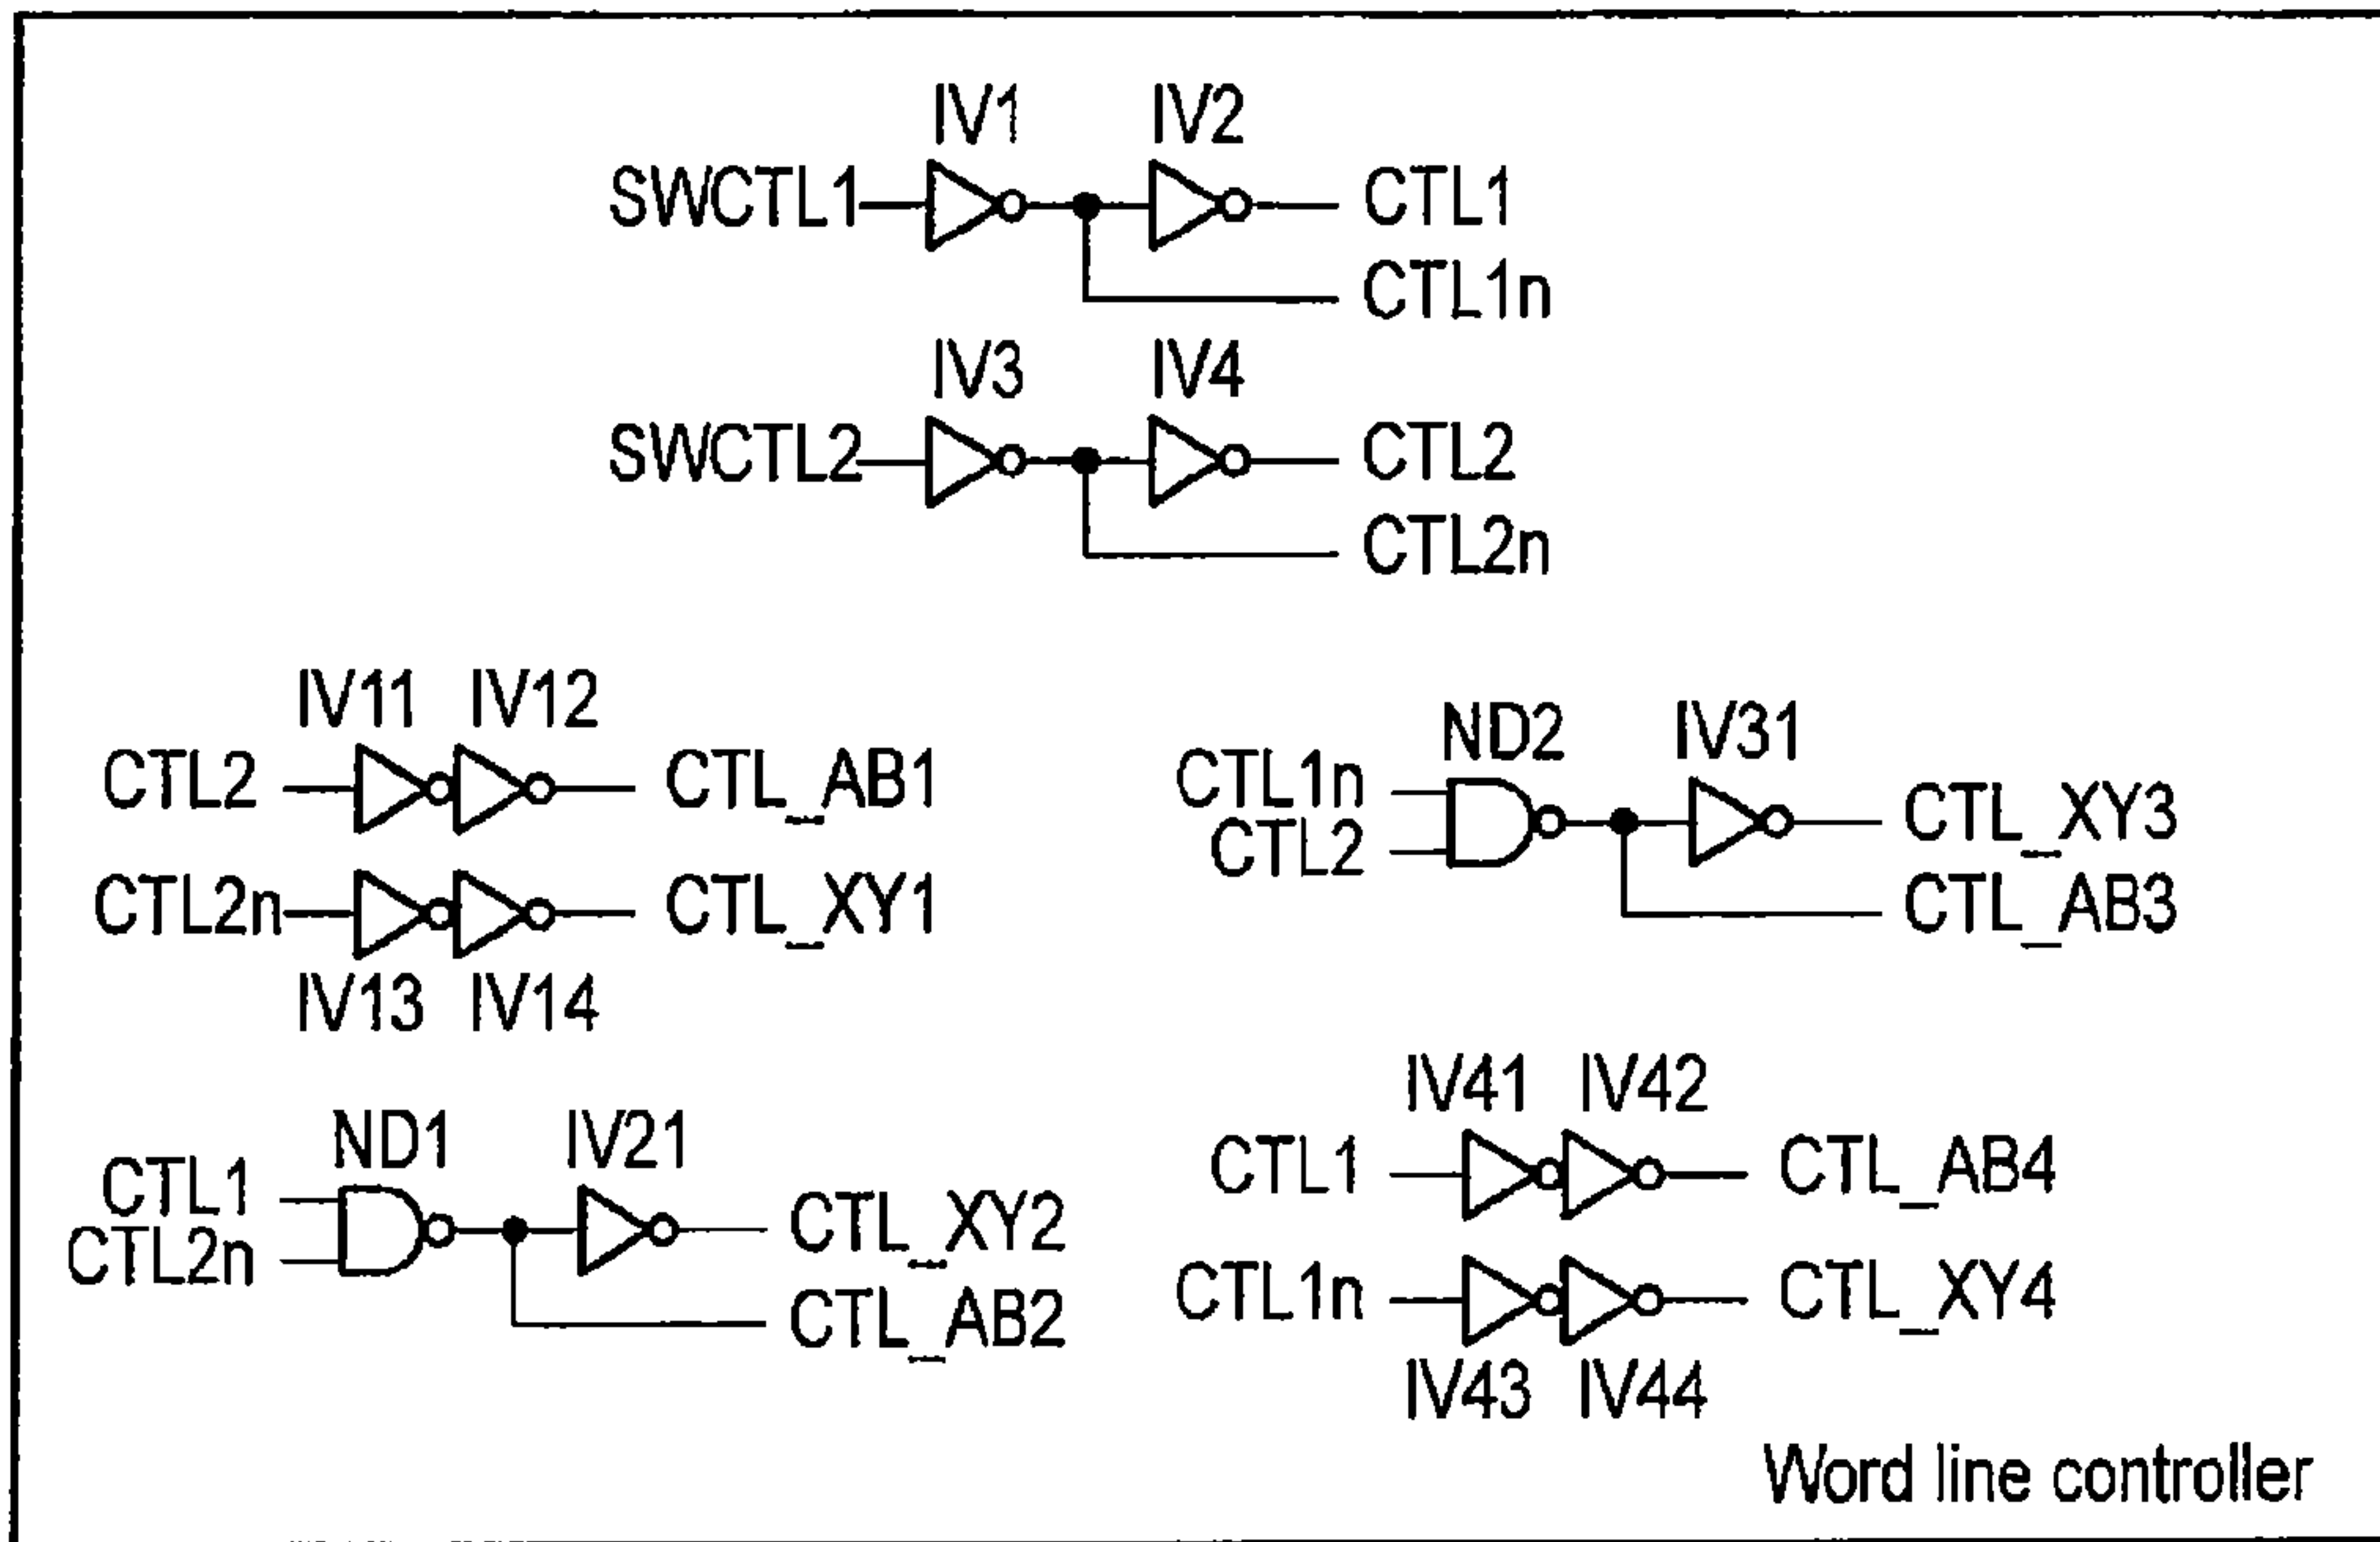 IV1 IV2
SWCTL1 CTL1
CTL1n
IV3 IV4
SWCTL2 CTL2
CTL2n
IV11 IV12
CTL2 CTL_AB1
CTL2n CTL_XY1
IV13 IV14
ND2 IV31
CTL1n CTL_XY3
CTL2
CTL_AB3
ND1 IV21
CTL1 CTL_XY2
CTL2n
CTL_AB2
IV41 IV42
CTL1 CTL_AB4
CTL1n CTL_XY4
IV43 IV44
Word line controller